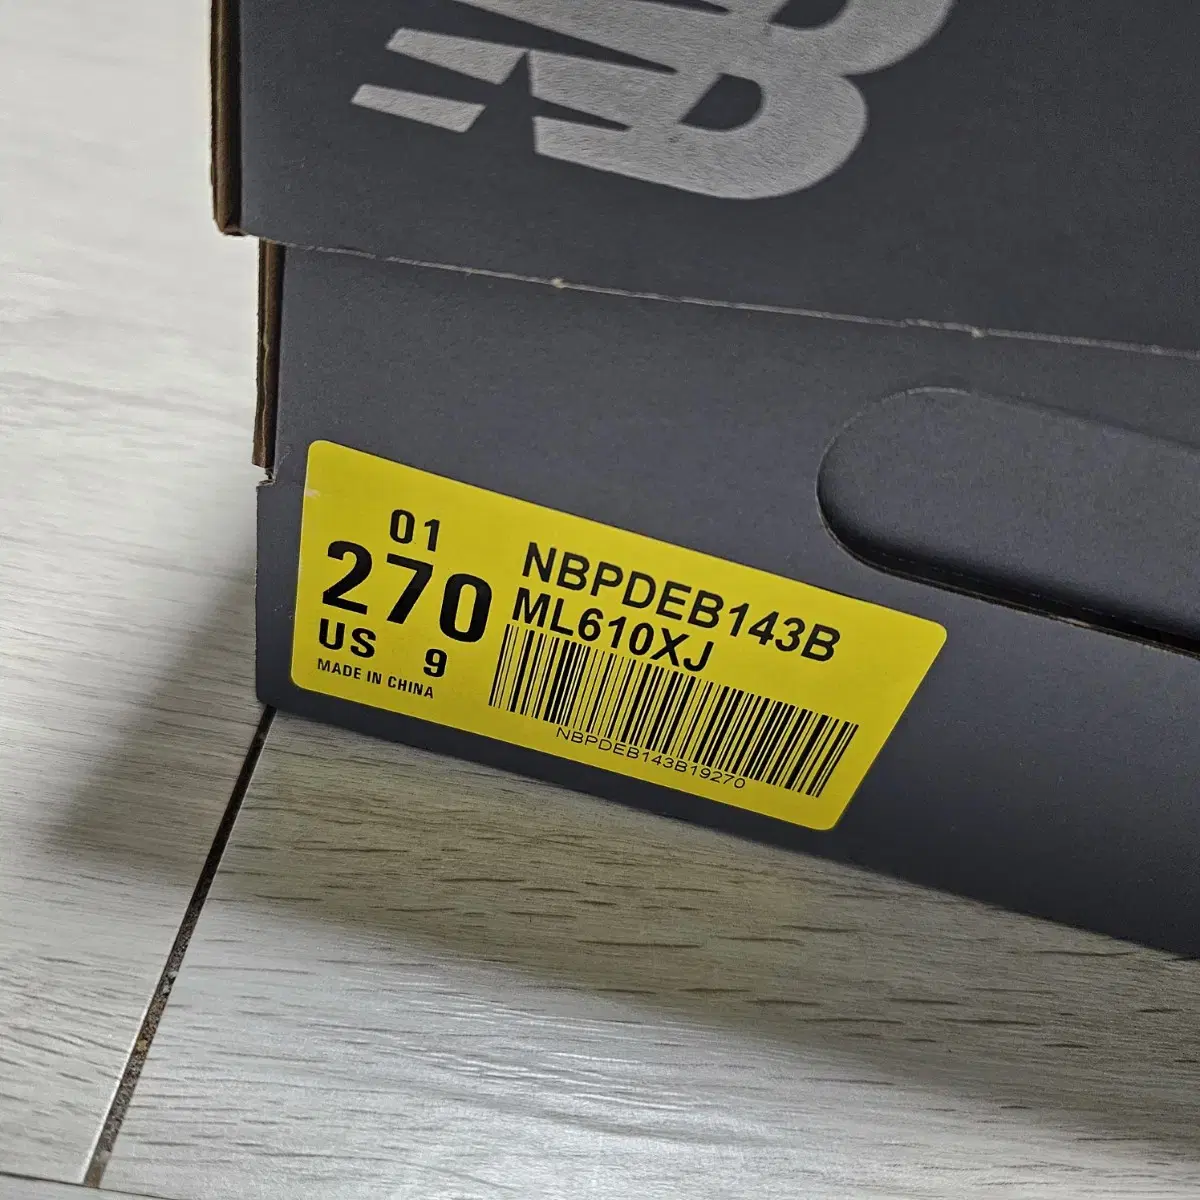 01
270
US 9
MADE IN CHINA
NBPDEB143B
ML610XJ
NBPDEB143B19270